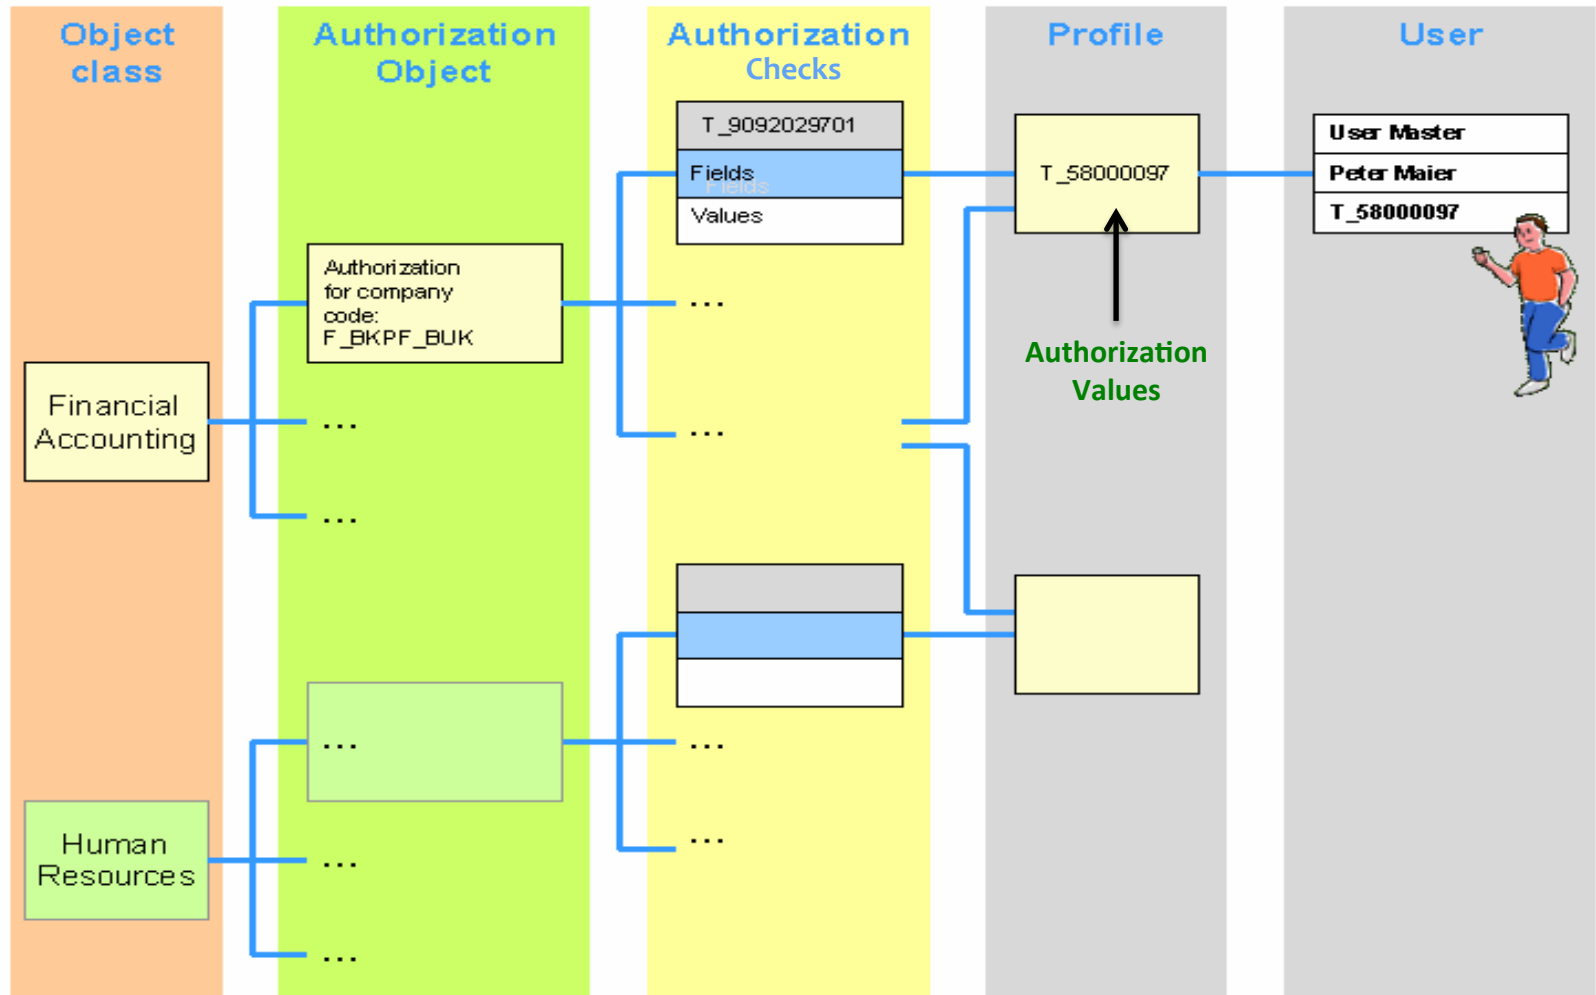 Object
class
Authorization
Object
Authorization
Checks
Profile
User
T_9092029701
Fields
Fields
Values
T_58000097
User Master
Peter Maier
T_58000097
Authorization
for company
code:
F_BKPF_BUK
...
Authorization
Values
Financial
Accounting
...
...
...
...
...
Human
Resources
...
...
...